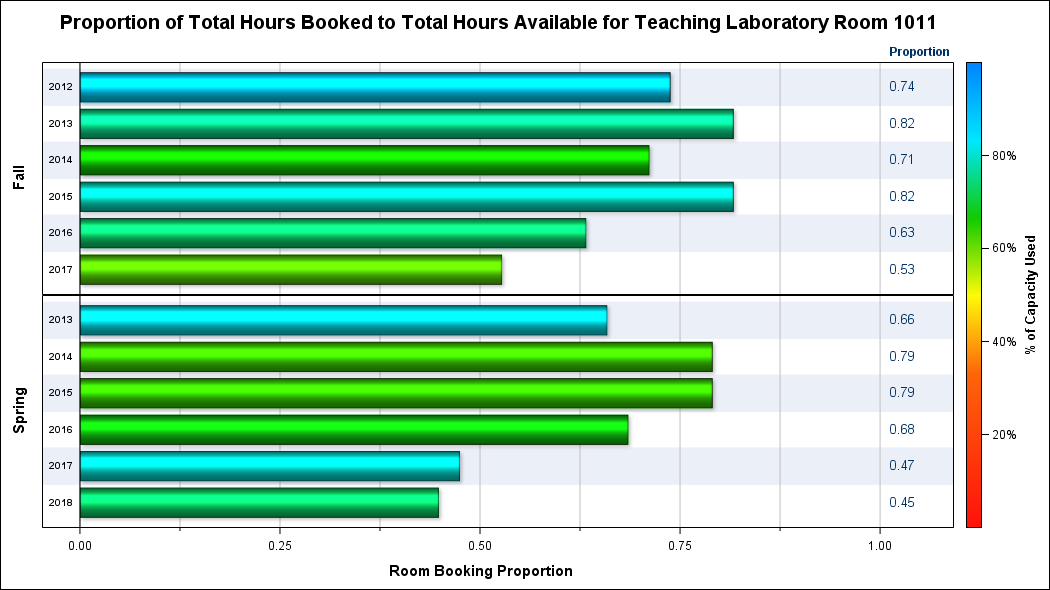 Proportion of Total Hours Booked to Total Hours Available for Teaching Laboratory Room 1011
Proportion
Fall
2012 0.74
2013 0.82
2014 0.71
2015 0.82
2016 0.63
2017 0.53
Spring
2013 0.66
2014 0.79
2015 0.79
2016 0.68
2017 0.47
2018 0.45
0.00 0.25 0.50 0.75 1.00
Room Booking Proportion
80%
60%
40%
20%
% of Capacity Used